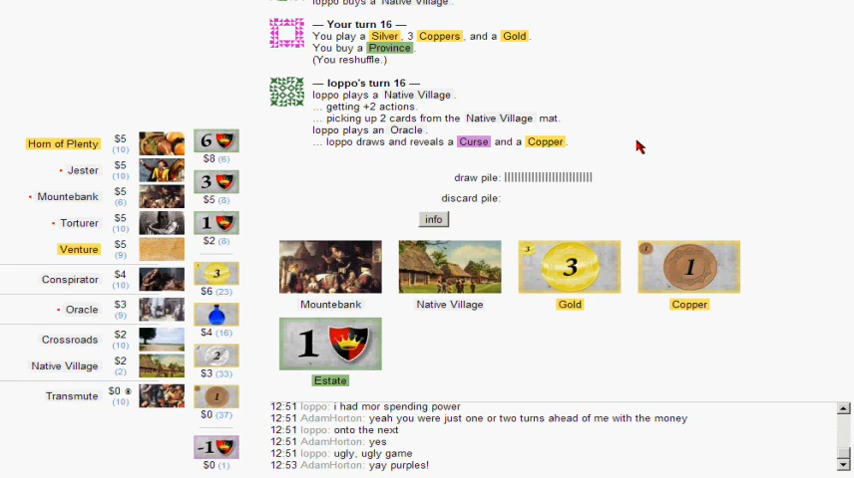 loppo buys a Native Village.
— Your turn 16 —
You play a Silver, 3 Coppers, and a Gold.
You buy a Province.
(You reshuffle.)
— loppo's turn 16 —
loppo plays a Native Village.
... getting +2 actions.
... picking up 2 cards from the Native Village mat.
loppo plays an Oracle.
... loppo draws and reveals a Curse and a Copper.
draw pile:
discard pile:
info
Horn of Plenty $5 (10)
Jester $5 (10)
Mountebank $5 (6)
Torturer $5 (10)
Venture $5 (9)
Conspirator $4 (10)
Oracle $3 (9)
Crossroads $2 (10)
Native Village $2 (2)
Transmute $0 (10)
6 $8 (6)
3 $5 (8)
1 $2 (8)
3 $6 (23)
$4 (16)
2 $3 (33)
1 $0 (37)
-1 $0 (1)
3 3
1 1
Mountebank Native Village Gold Copper
1
Estate
12:51 loppo: i had mor spending power
12:51 AdamHorton: yeah you were just one or two turns ahead of me with the money
12:51 loppo: onto the next
12:51 AdamHorton: yes
12:51 loppo: ugly, ugly game
12:53 AdamHorton: yay purples!